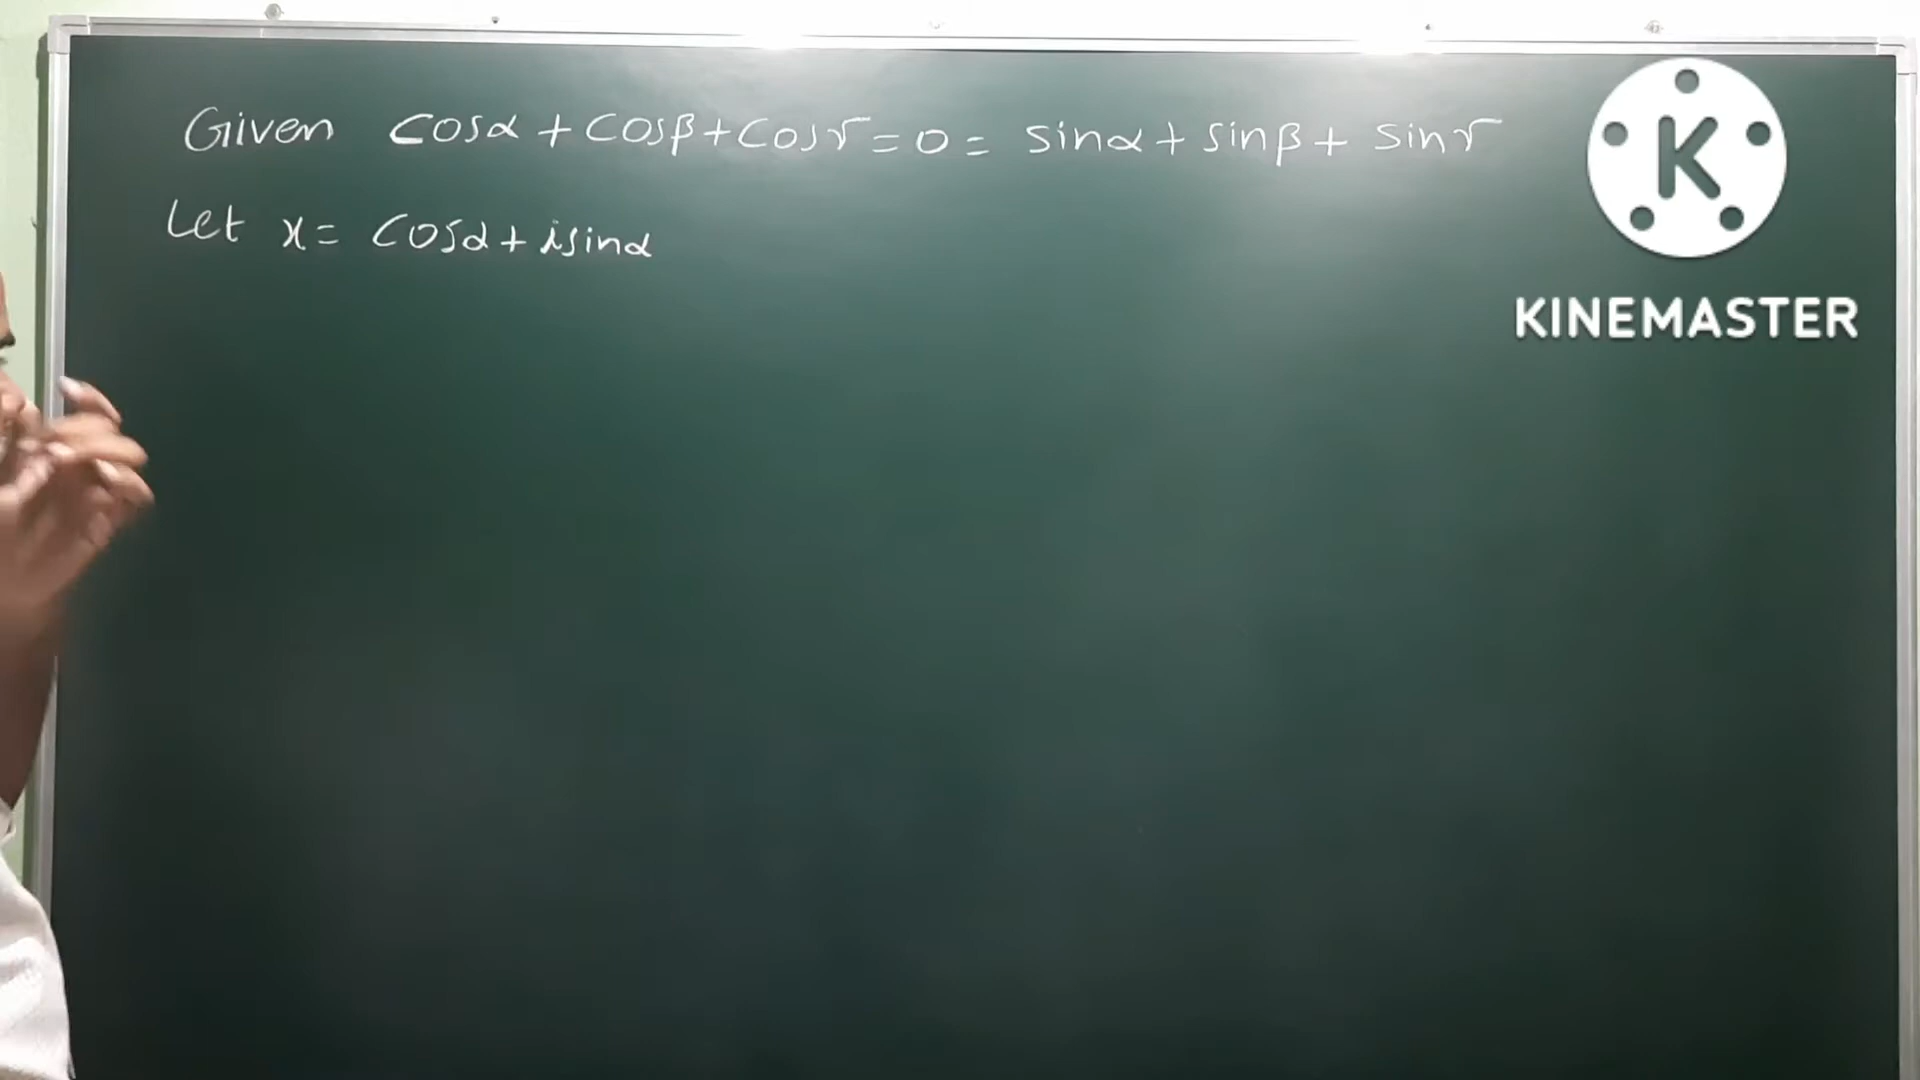 Given cosα + cosβ + cosγ = 0 = sinα + sinβ + sinγ
Let x = cosα + isinα
K
KINEMASTER